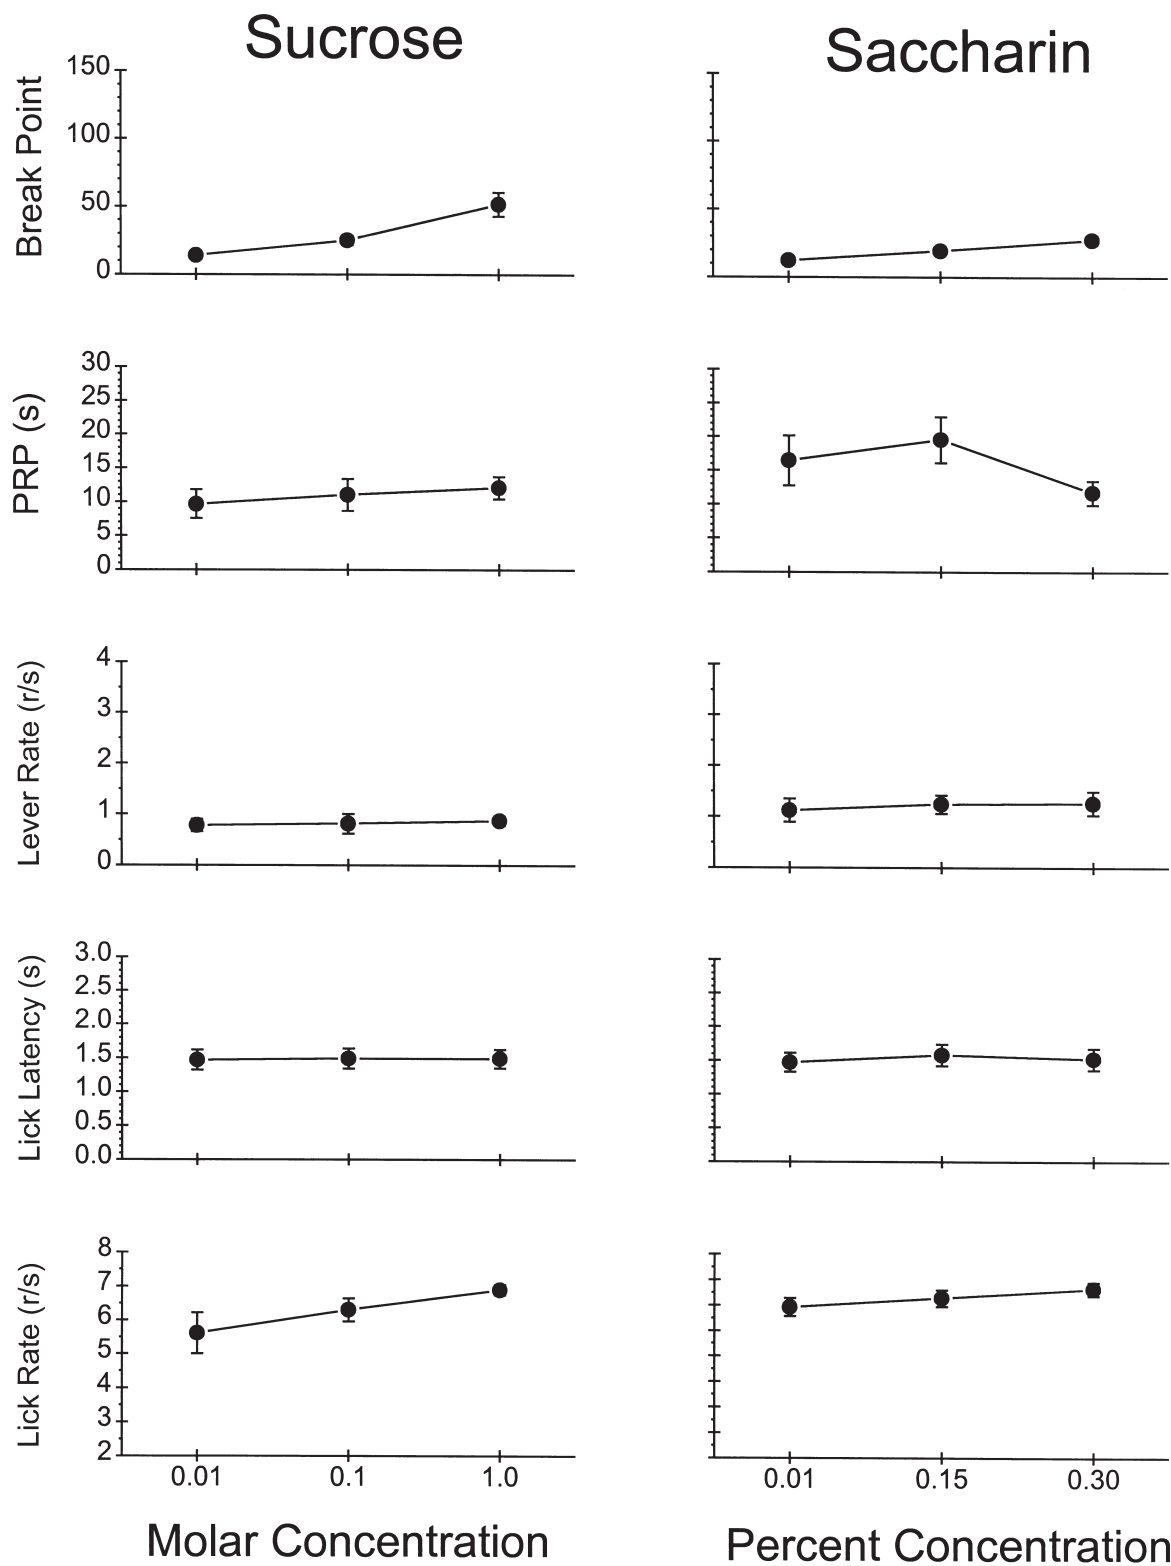 Sucrose
Saccharin
Break Point
150
100
50
0
PRP (s)
30
25
20
15
10
5
0
Lever Rate (r/s)
4
3
2
1
0
Lick Latency (s)
3.0
2.5
2.0
1.5
1.0
0.5
0.0
Lick Rate (r/s)
8
7
6
5
4
3
2
0.01 0.1 1.0
0.01 0.15 0.30
Molar Concentration
Percent Concentration